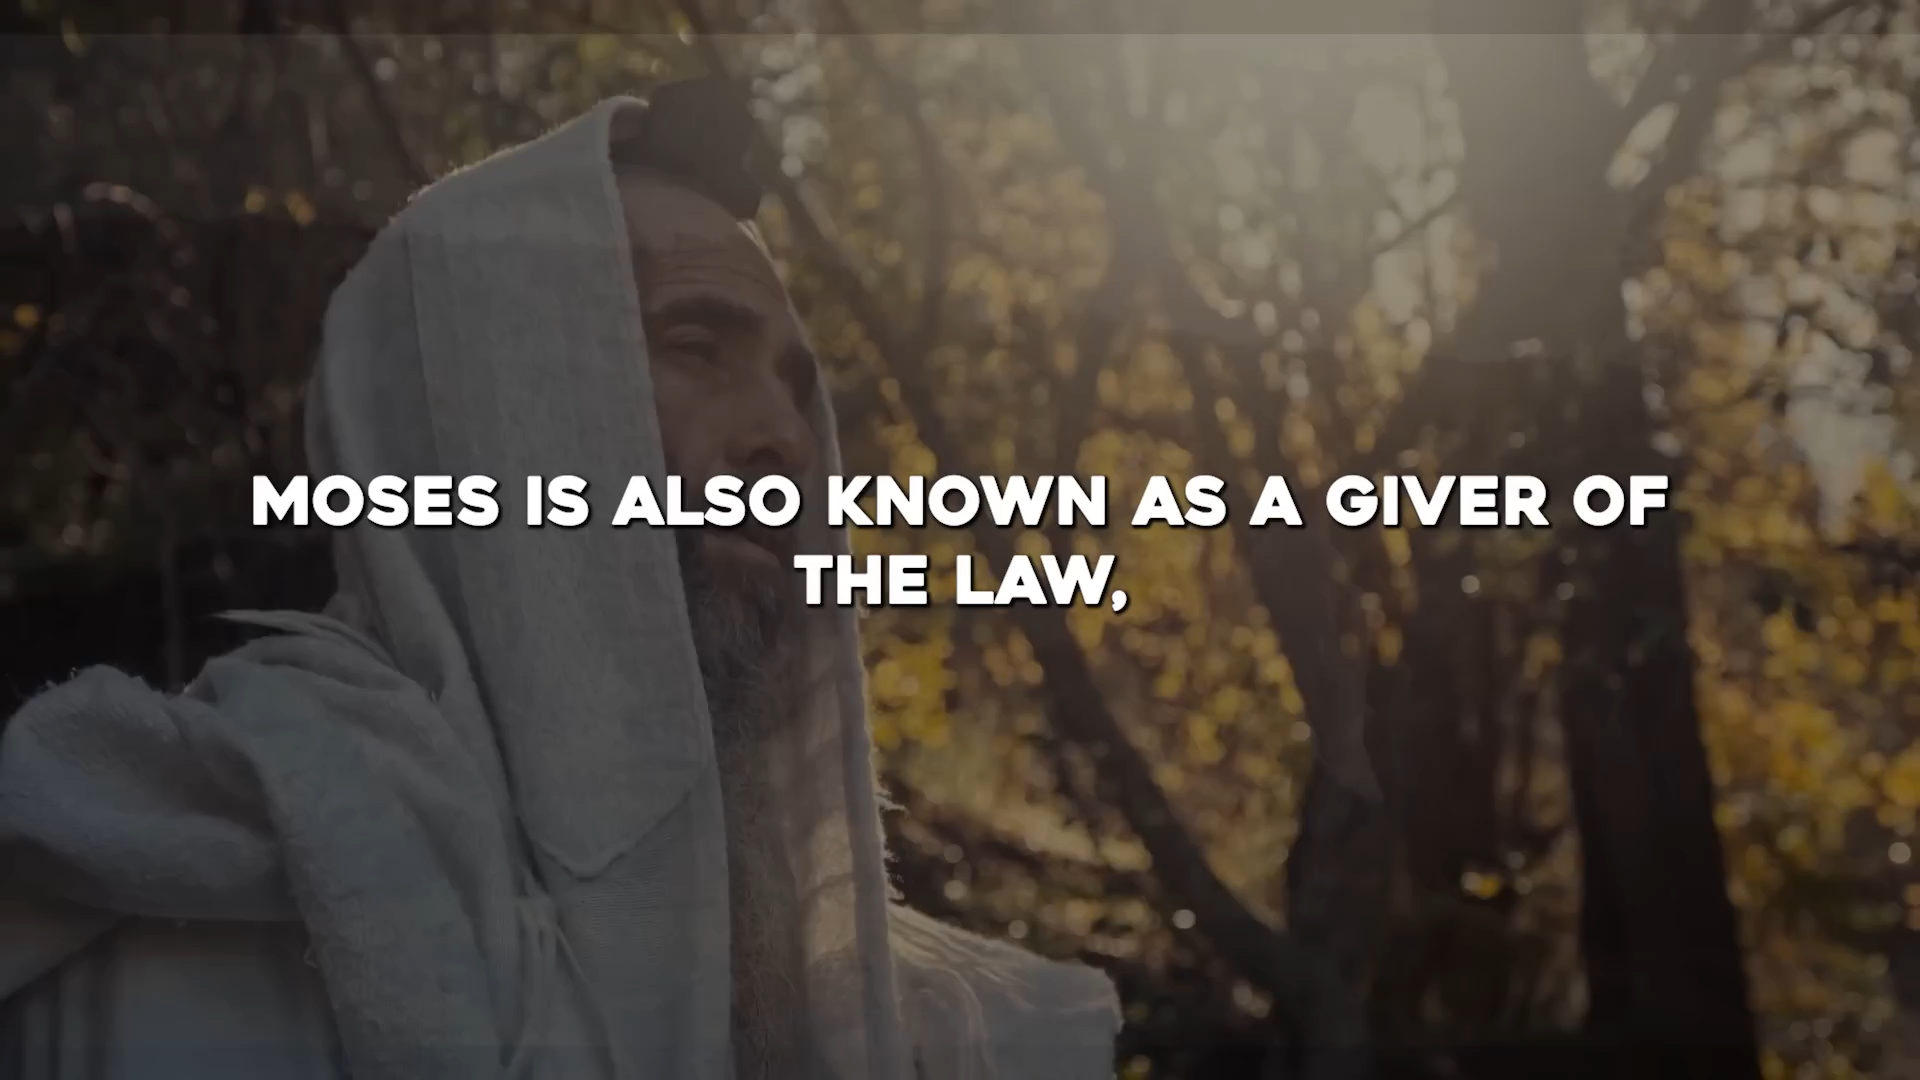 MOSES IS ALSO KNOWN AS A GIVER OF
THE LAW,